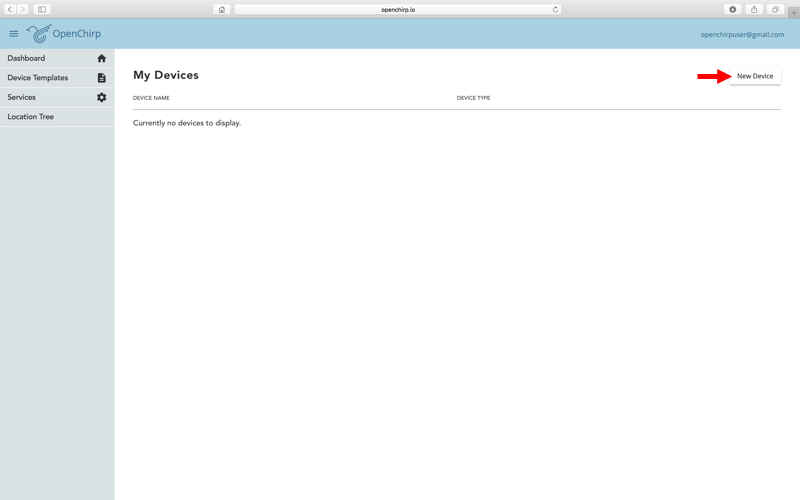 openchirp.io
OpenChirp
openchirpuser@gmail.com
Dashboard
Device Templates
Services
Location Tree
My Devices
New Device
DEVICE NAME DEVICE TYPE
Currently no devices to display.